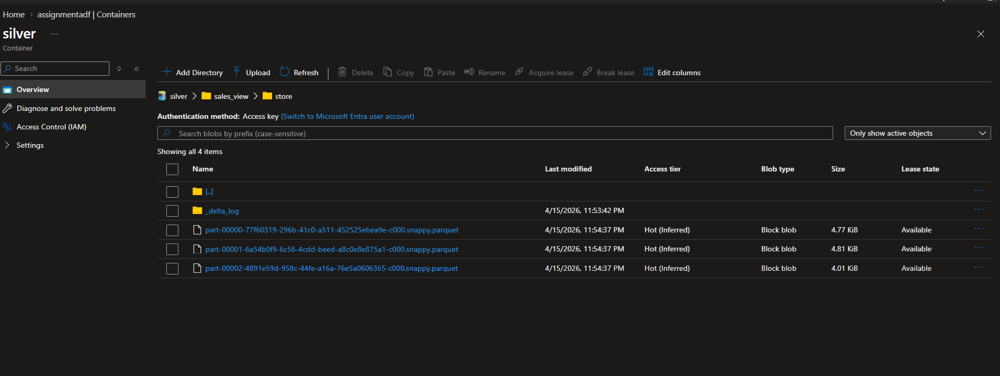 Home > assignmentadf | Containers
silver ...
Container
Search
Overview
Diagnose and solve problems
Access Control (IAM)
Settings
Add Directory Upload Refresh | Delete Copy Paste Rename Acquire lease Break lease Edit columns
silver > sales_view > store
Authentication method: Access key (Switch to Microsoft Entra user account)
Search blobs by prefix (case-sensitive) Only show active objects
Showing all 4 items
Name Last modified Access tier Blob type Size Lease state
[..] ...
_delta_log 4/15/2026, 11:53:42 PM ...
part-00000-77f60319-296b-41c0-a511-452525ebea9e-c000.snappy.parquet 4/15/2026, 11:54:37 PM Hot (Inferred) Block blob 4.77 KiB Available ...
part-00001-6a54b0f9-6c56-4cdd-beed-a8c0e8e875a1-c000.snappy.parquet 4/15/2026, 11:54:37 PM Hot (Inferred) Block blob 4.81 KiB Available ...
part-00002-4891e59d-958c-44fe-a16a-76e5a0606365-c000.snappy.parquet 4/15/2026, 11:54:37 PM Hot (Inferred) Block blob 4.01 KiB Available ...